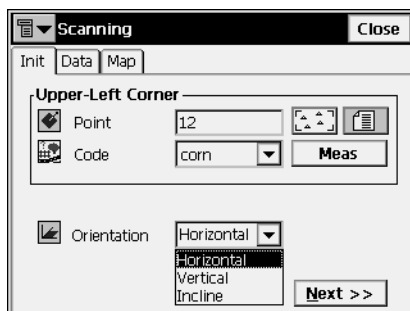 Scanning Close
Init Data Map
Upper-Left Corner
Point 12
Code corn Meas
Orientation Horizontal
Horizontal
Vertical
Incline
Next >>